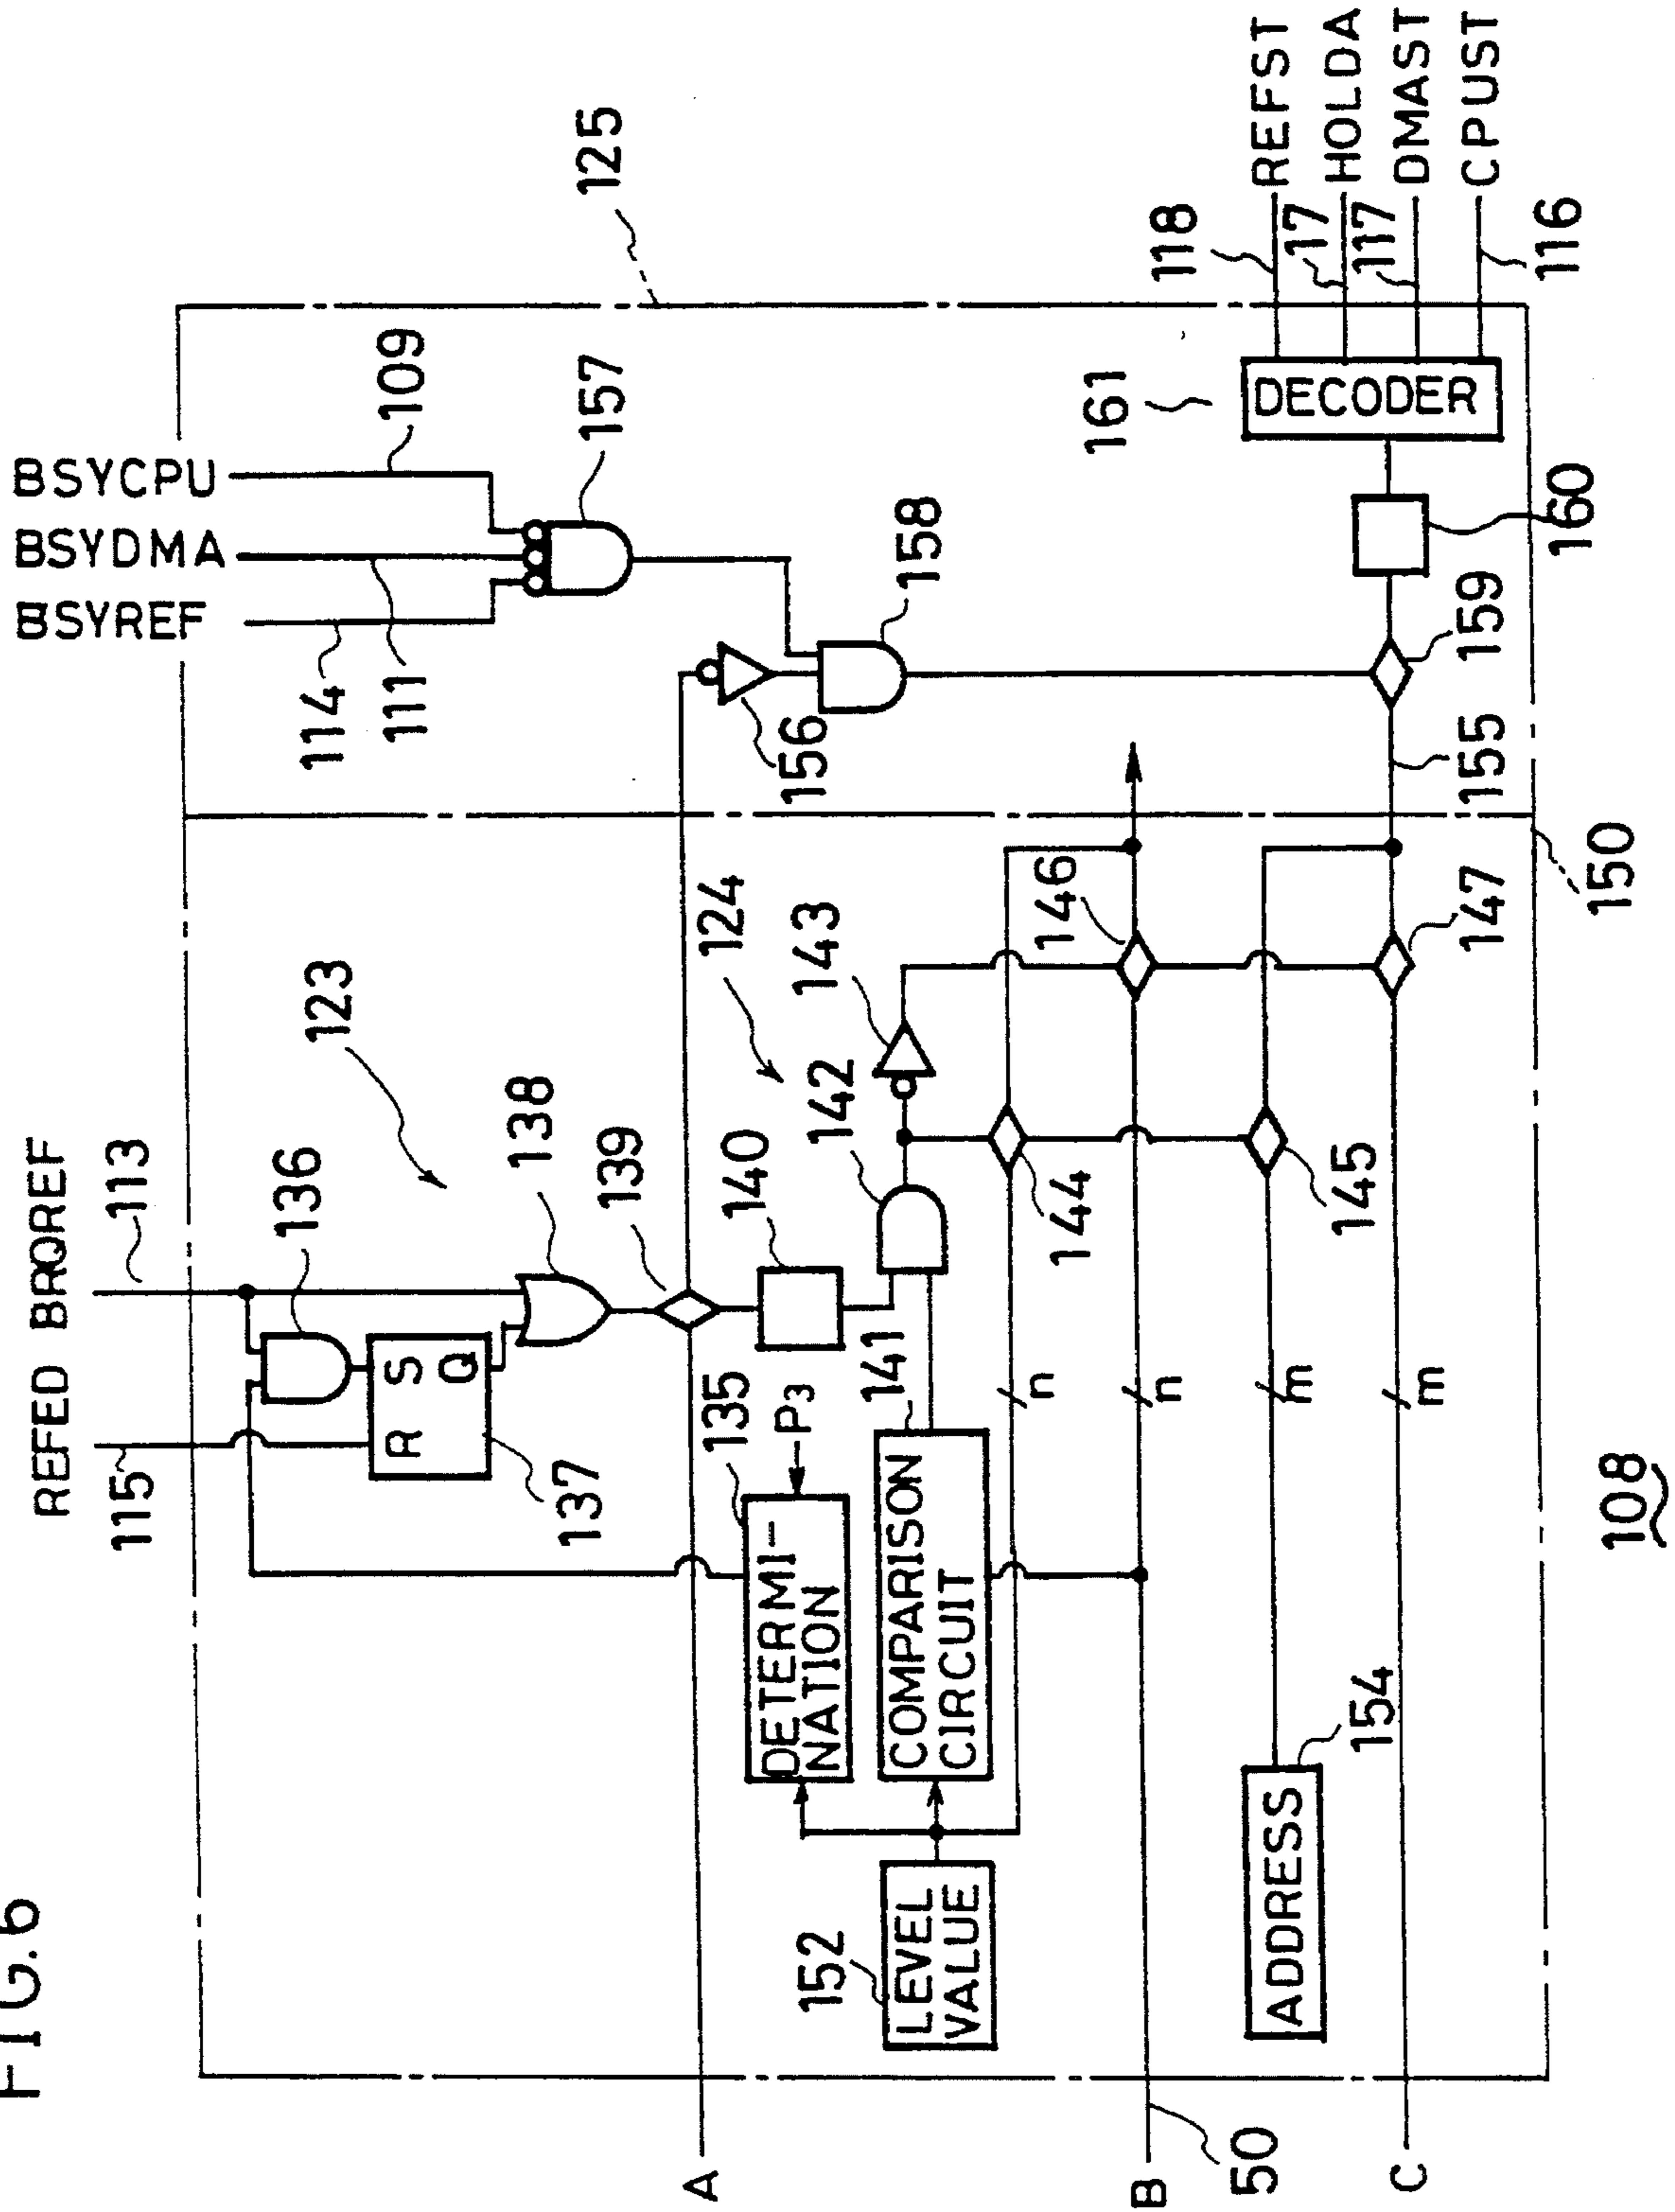 FIG.6
REFED BRQREF
115
113
136
123
137
R S
Q
138
139
140
135
P3
DETERMI-
NATION
141
142
143
124
COMPARISON
CIRCUIT
152
LEVEL
VALUE
144
146
n
n
m
m
145
147
154
ADDRESS
A
B
C
50
150
108
BSYCPU
BSYDMA
BSYREF
109
111
114
157
125
158
156
155
159
160
161
DECODER
118
17
117
116
REFST
HOLDA
DMAST
CPUST